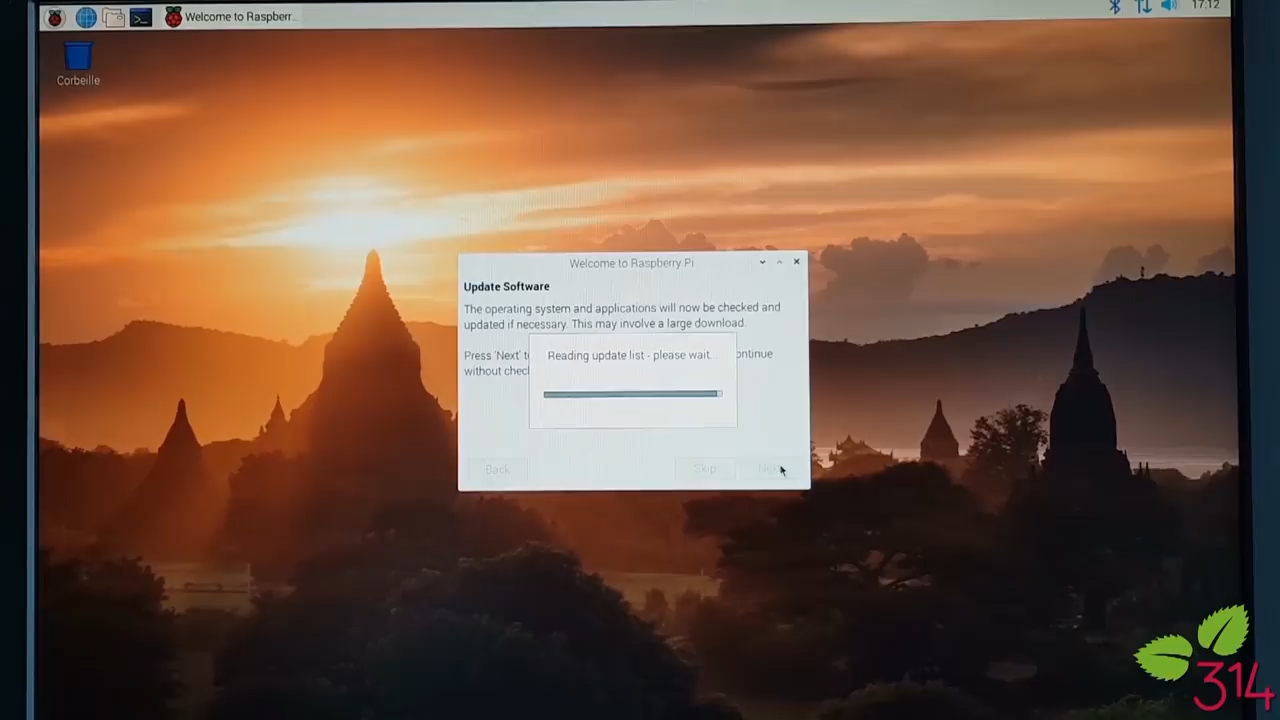 Welcome to Raspberr...
17:12
Corbeille
Welcome to Raspberry Pi
Update Software
The operating system and applications will now be checked and
updated if necessary. This may involve a large download.
Press 'Next' t
ontinue
without chec
Reading update list - please wait...
Back
Skip
314